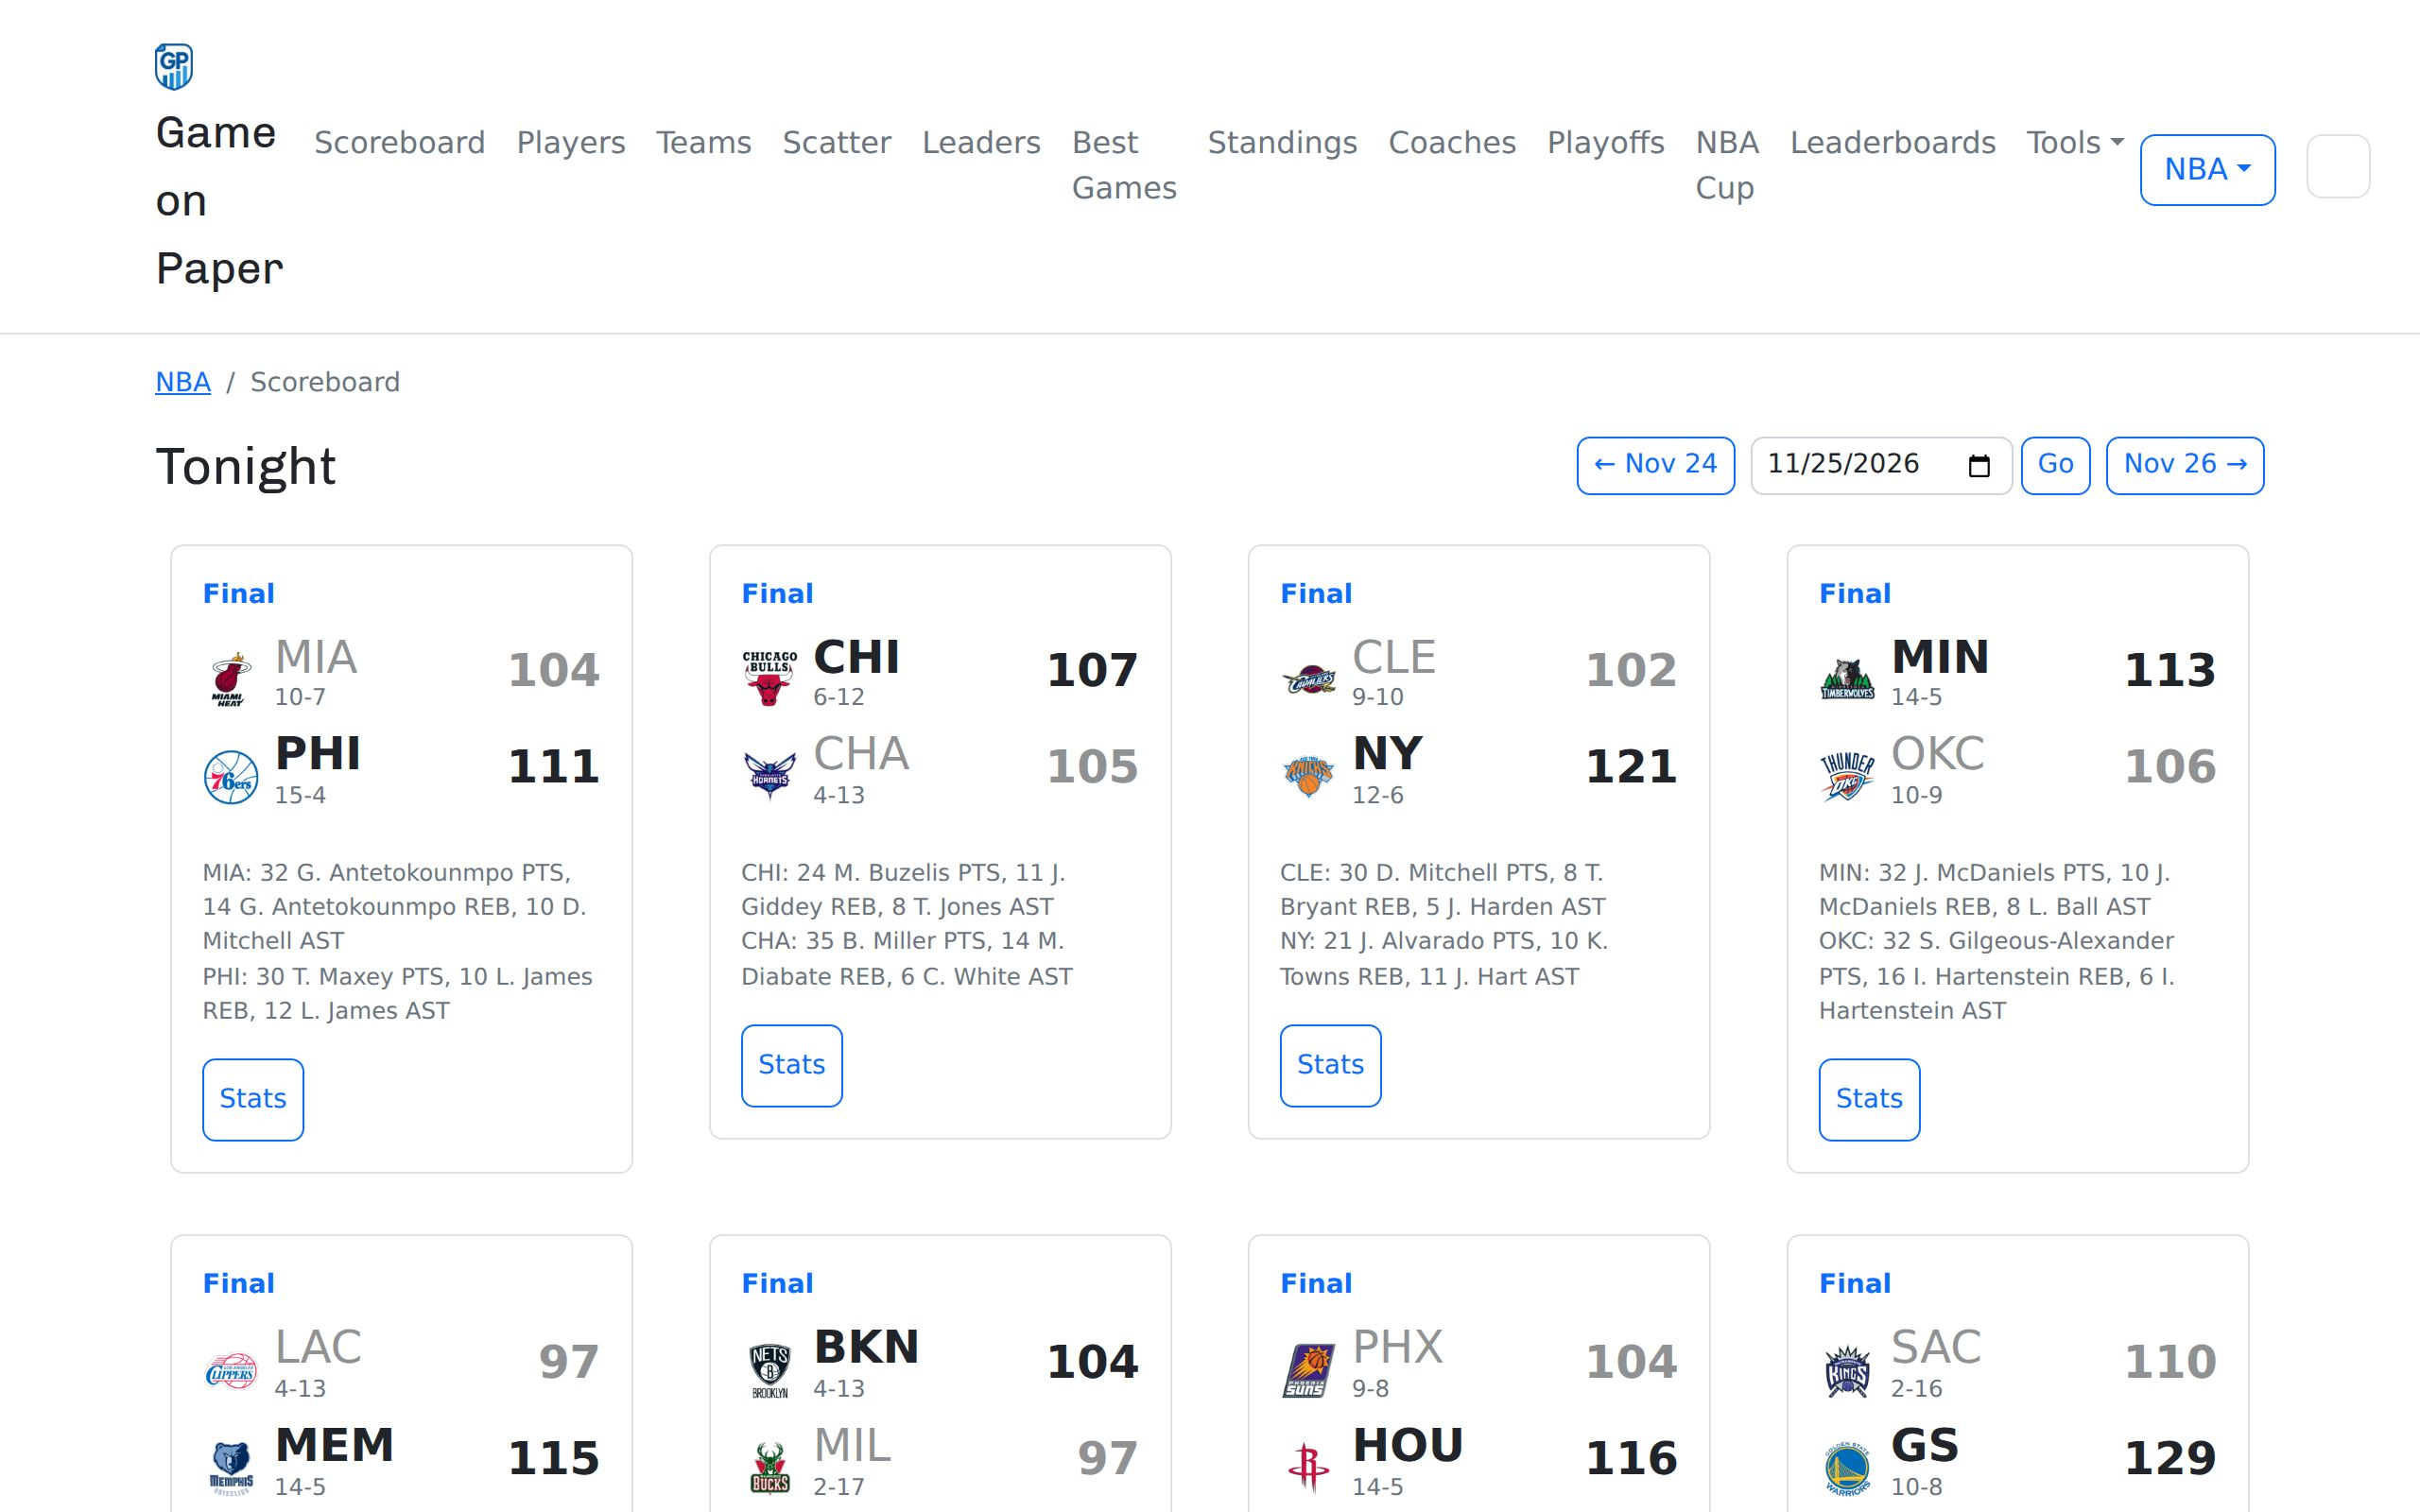 GP
Game
on
Paper
Scoreboard Players Teams Scatter Leaders Best Games Standings Coaches Playoffs NBA Cup Leaderboards Tools NBA
NBA / Scoreboard
Tonight
← Nov 24 11/25/2026 Go Nov 26 →
Final
MIA 104
10-7
PHI 111
15-4
MIA: 32 G. Antetokounmpo PTS,
14 G. Antetokounmpo REB, 10 D.
Mitchell AST
PHI: 30 T. Maxey PTS, 10 L. James
REB, 12 L. James AST
Stats
Final
CHICAGO
BULLS
CHI 107
6-12
CHA 105
4-13
CHI: 24 M. Buzelis PTS, 11 J.
Giddey REB, 8 T. Jones AST
CHA: 35 B. Miller PTS, 14 M.
Diabate REB, 6 C. White AST
Stats
Final
CLE 102
9-10
NY 121
12-6
CLE: 30 D. Mitchell PTS, 8 T.
Bryant REB, 5 J. Harden AST
NY: 21 J. Alvarado PTS, 10 K.
Towns REB, 11 J. Hart AST
Stats
Final
MIN 113
14-5
OKC 106
10-9
MIN: 32 J. McDaniels PTS, 10 J.
McDaniels REB, 8 L. Ball AST
OKC: 32 S. Gilgeous-Alexander
PTS, 16 I. Hartenstein REB, 6 I.
Hartenstein AST
Stats
Final
LAC 97
4-13
MEM 115
14-5
Final
NETS
B
BROOKLYN
BKN 104
4-13
BUCKS
MIL 97
2-17
Final
PHX 104
9-8
HOU 116
14-5
Final
KINGS
SAC 110
2-16
GS 129
10-8